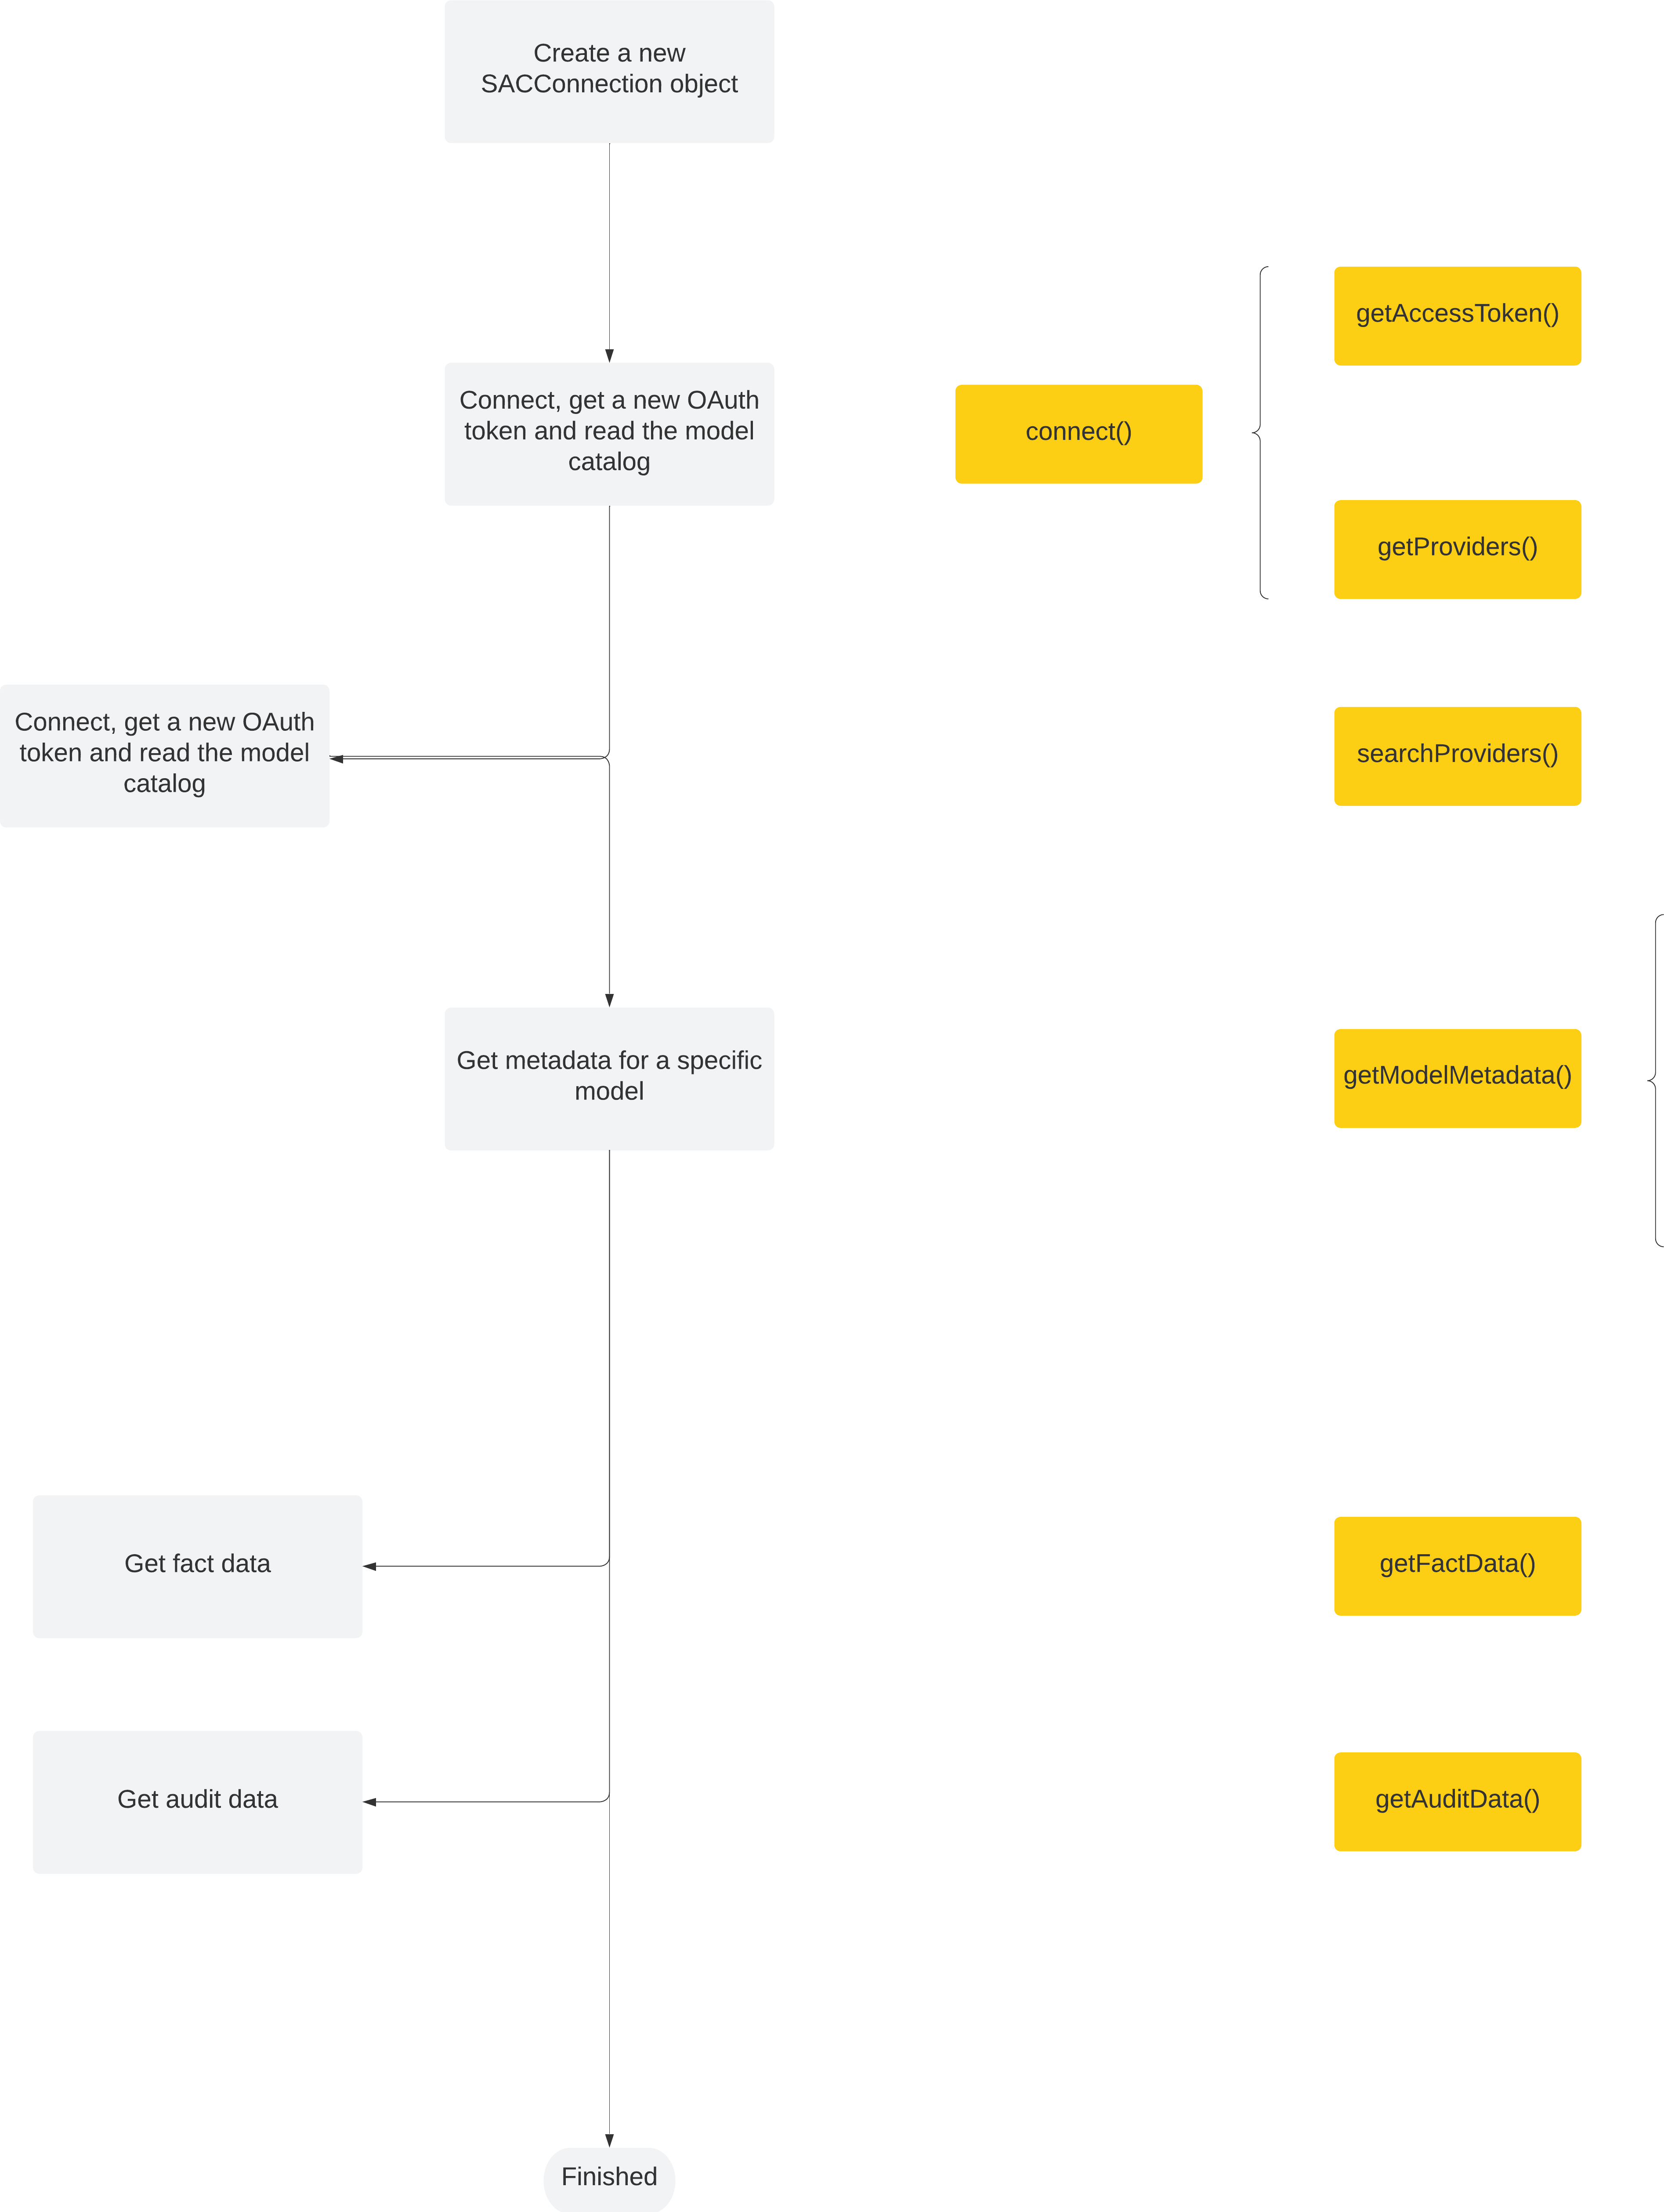 Create a new
SACConnection object
getAccessToken()
Connect, get a new OAuth
token and read the model
catalog
connect()
getProviders()
Connect, get a new OAuth
token and read the model
catalog
searchProviders()
Get metadata for a specific
model
getModelMetadata()
Get fact data
getFactData()
Get audit data
getAuditData()
Finished